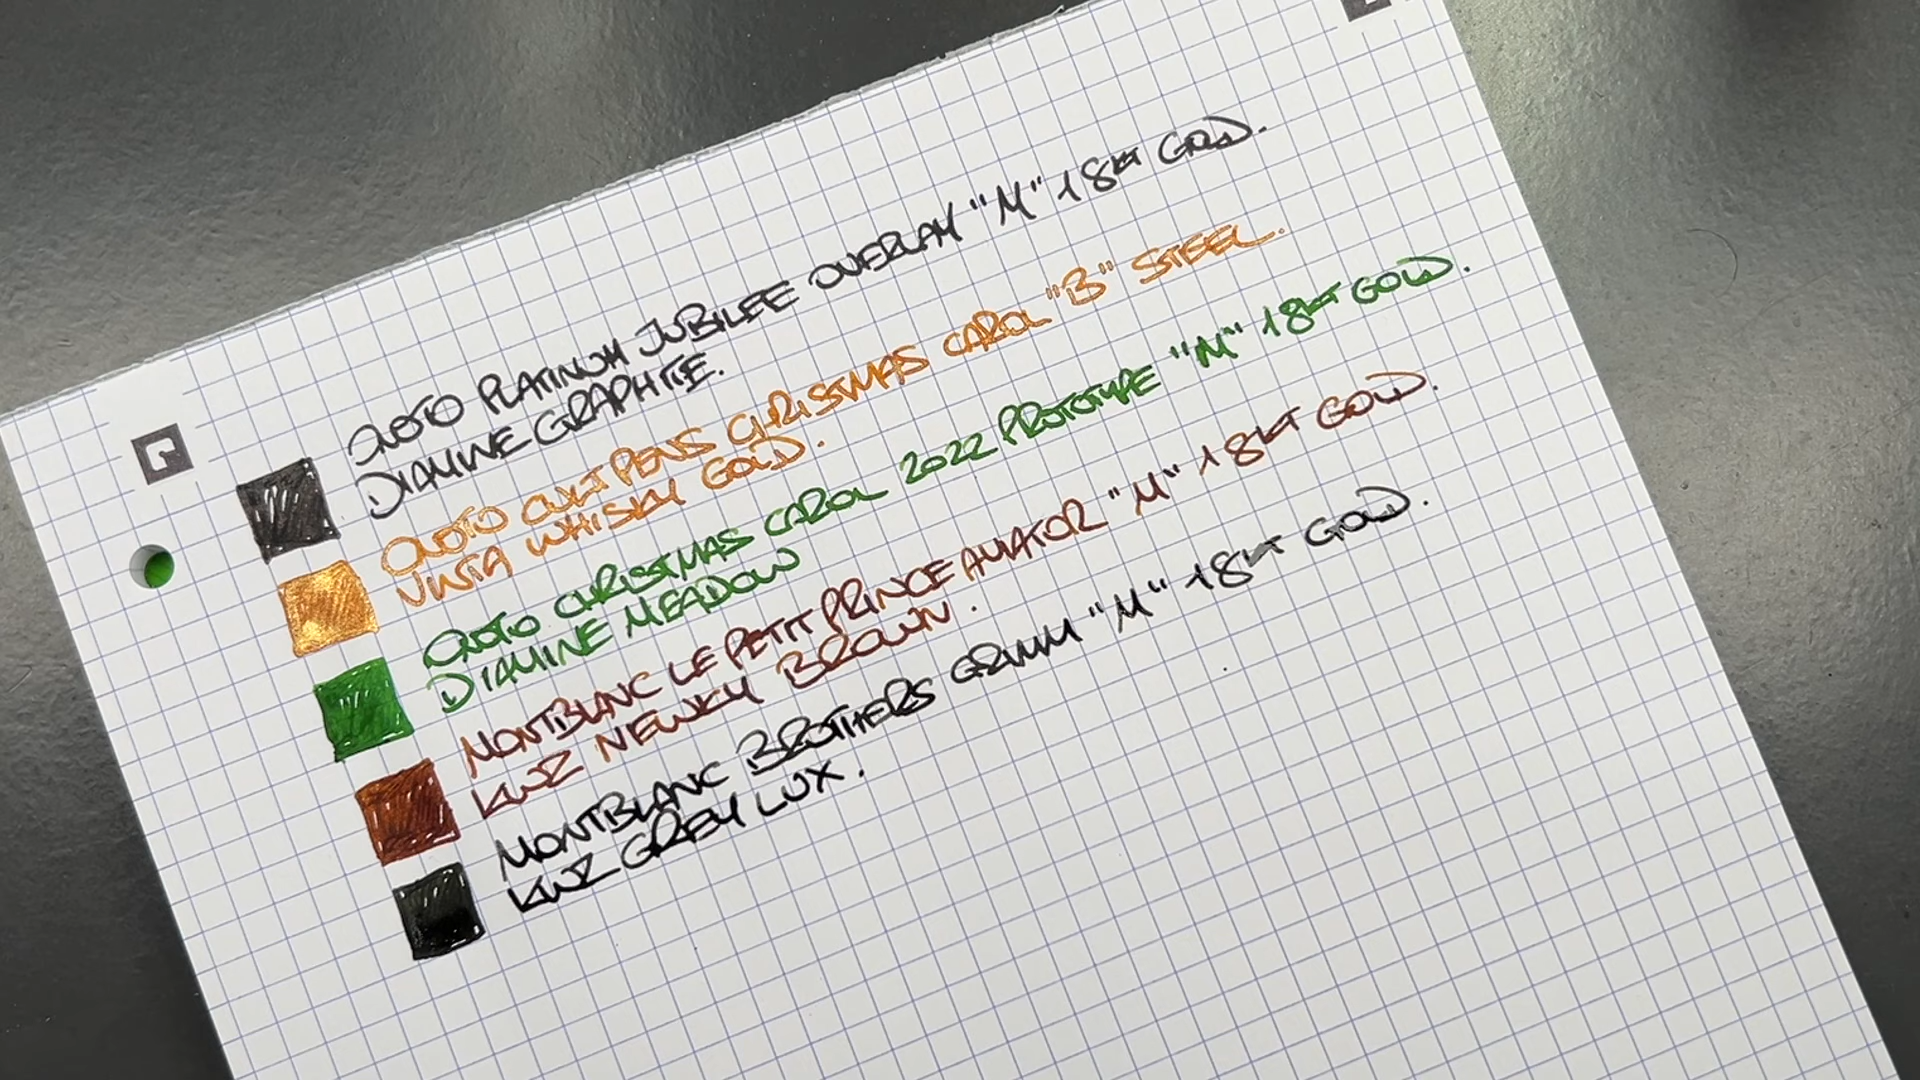 ONOTO PLATINUM JUBILEE OVERLAY "M" 18KT GOLD.
DIAMINE GRAPHITE.
ONOTO CULT PENS CHRISTMAS CAROL "B" STEEL.
VINTA WHISKY GOLD.
ONOTO CHRISTMAS CAROL 2022 PROTOTYPE "M" 18KT GOLD.
DIAMINE MEADOW
MONTBLANC LE PETIT PRINCE AVIATOR "M" 18KT GOLD.
KWZ NEWKY BROWN.
MONTBLANC BROTHERS GRIMM "M" 18KT GOLD.
KWZ GREY LUX.